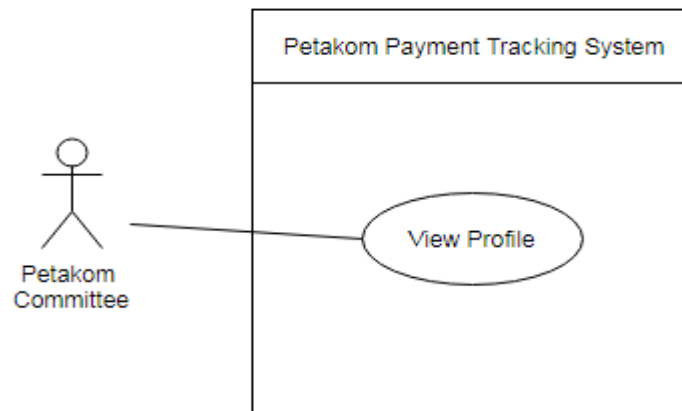 Petakom Payment Tracking System
View Profile
Petakom
Committee